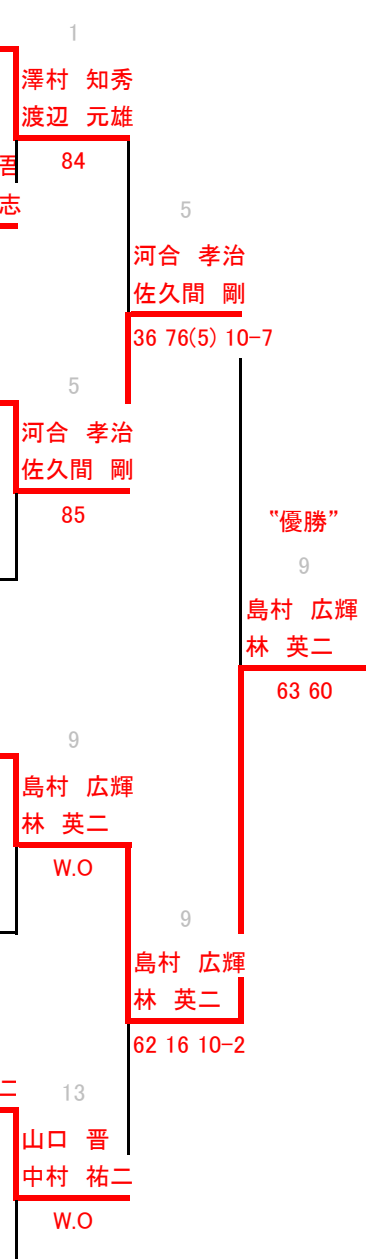 1
澤村 知秀
渡辺 元雄
吾
84
志
5
河合 孝治
佐久間 剛
36 76(5) 10-7
5
河合 孝治
佐久間 剛
85
"優勝"
9
島村 広輝
林 英二
63 60
9
島村 広輝
林 英二
W.O
9
島村 広輝
林 英二
62 16 10-2
二
13
山口 晋
中村 祐二
W.O